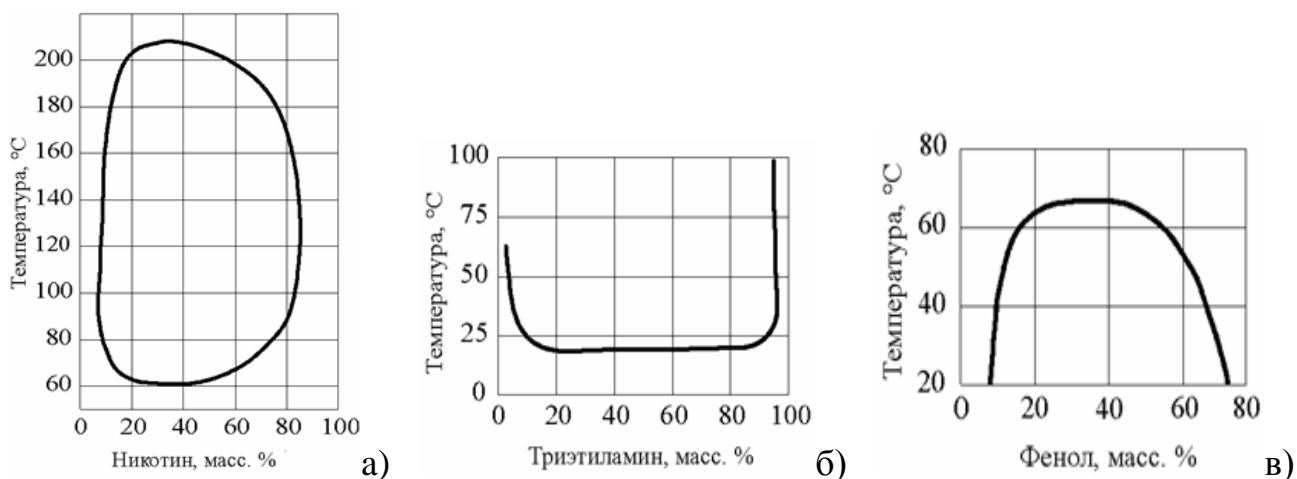 Температура, °C
200
180
160
140
120
100
80
60
0 20 40 60 80 100
Никотин, масс. %
а)
Температура, °C
100
75
50
25
0
0 20 40 60 80 100
Триэтиламин, масс. %
б)
Температура, °C
80
60
40
20
0 20 40 60 80
Фенол, масс. %
в)